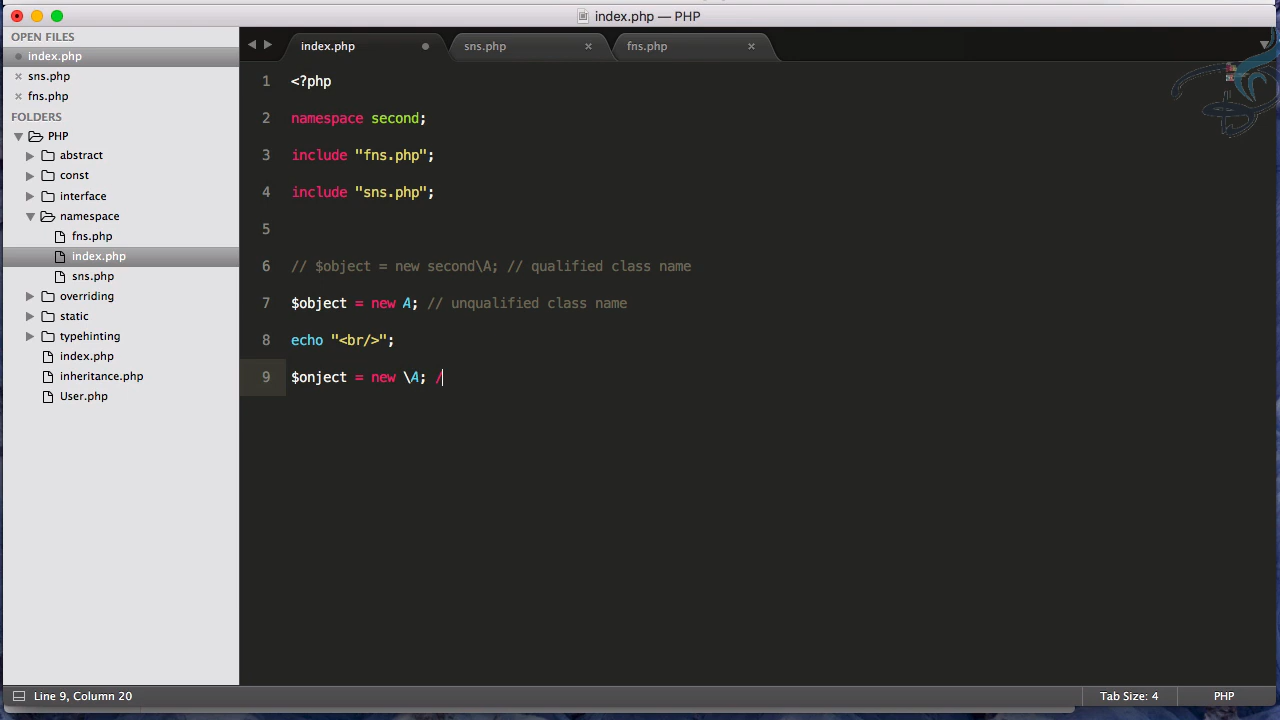 index.php — PHP
OPEN FILES
index.php
sns.php
fns.php
FOLDERS
PHP
abstract
const
interface
namespace
fns.php
index.php
sns.php
overriding
static
typehinting
index.php
inheritance.php
User.php
index.php
sns.php
fns.php
1 <?php
2 namespace second;
3 include "fns.php";
4 include "sns.php";
5
6 // $object = new second\A; // qualified class name
7 $object = new A; // unqualified class name
8 echo "<br/>";
9 $onject = new \A; /
Line 9, Column 20
Tab Size: 4
PHP